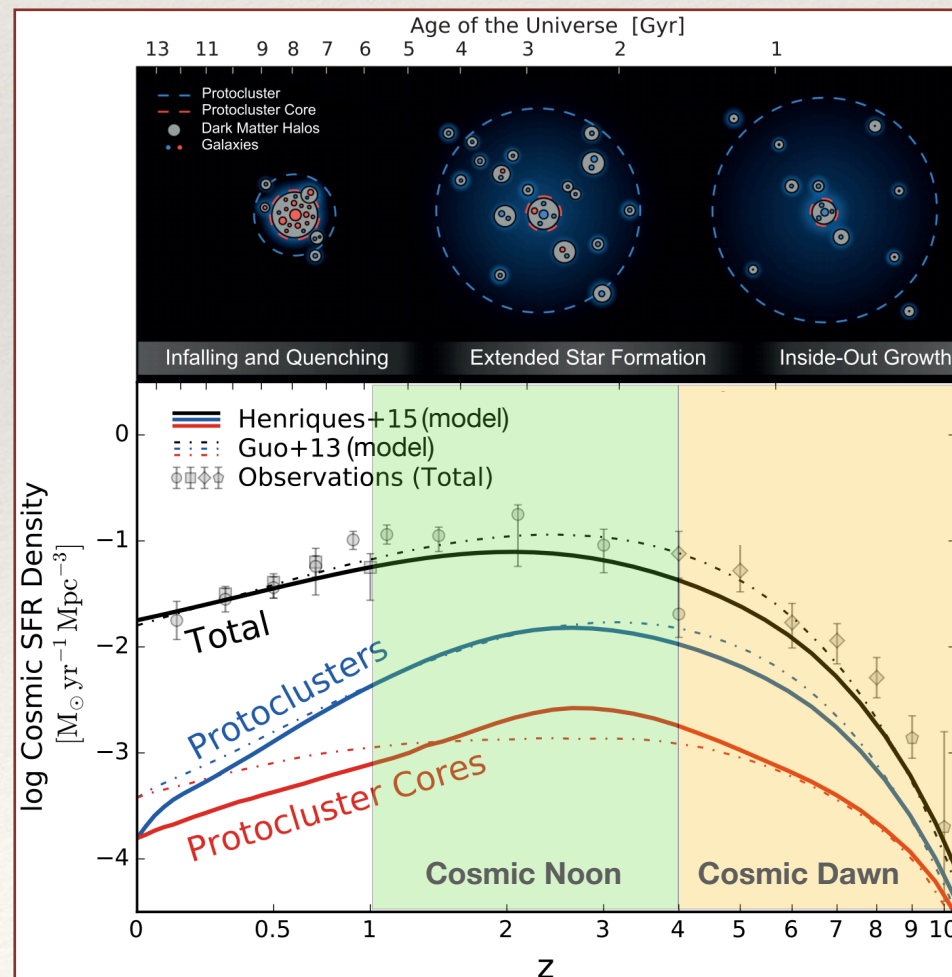 Age of the Universe [Gyr]
13 11 9 8 7 6 5 4 3 2 1
Protocluster
Protocluster Core
Dark Matter Halos
Galaxies
Infalling and Quenching
Extended Star Formation
Inside-Out Growth
Henriques+15 (model)
Guo+13 (model)
Observations (Total)
log Cosmic SFR Density
[M⊙ yr−1 Mpc−3]
0
−1
−2
−3
−4
Total
Protoclusters
Protocluster Cores
Cosmic Noon
Cosmic Dawn
0 0.5 1 2 3 4 5 6 7 8 9 10
z